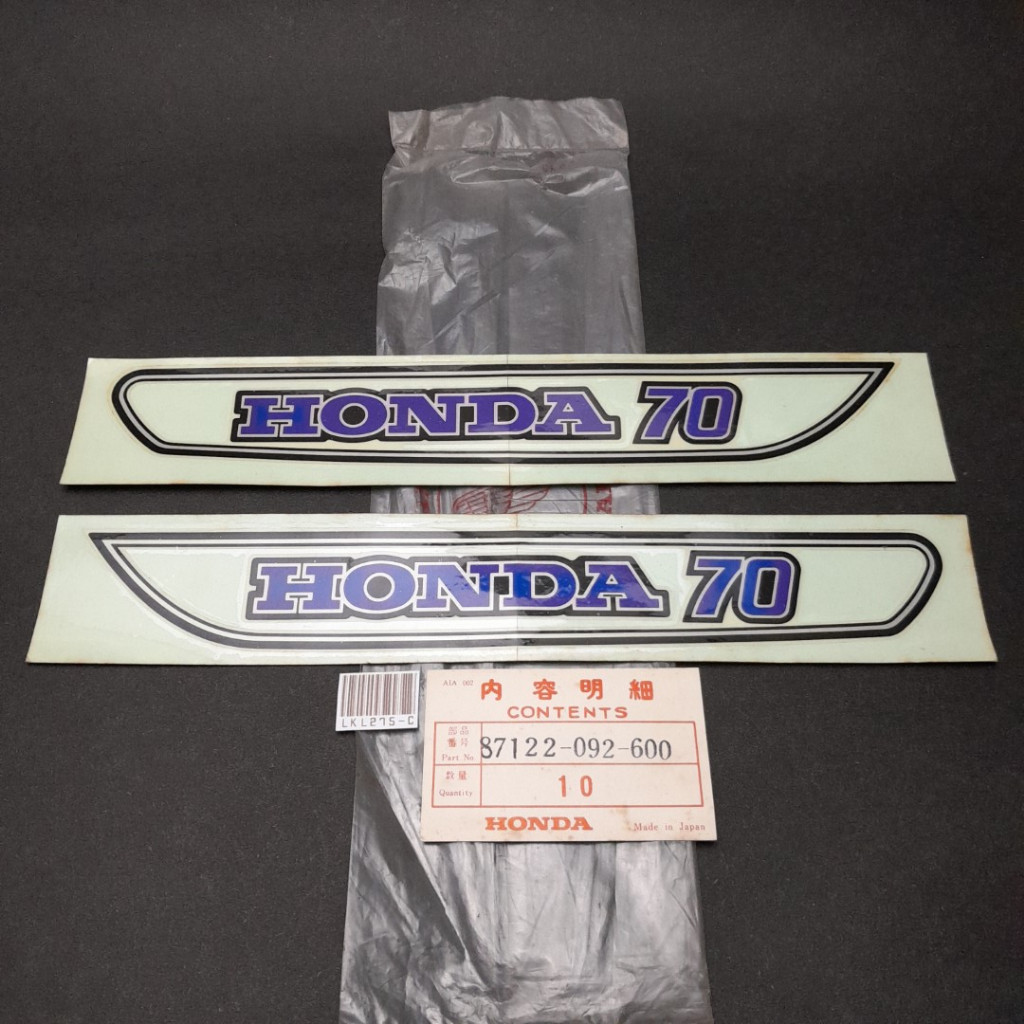 HONDA 70
HONDA 70
LKL275-C
AIA 002
内容明細
CONTENTS
部品
番号
Part. No
87122-092-600
数量
Quantity
10
HONDA
Made in Japan